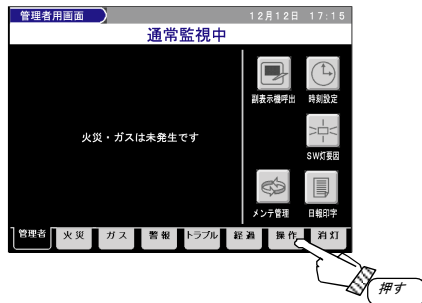 管理者用画面
12月12日 17:15
通常監視中
火災・ガスは未発生です
副表示機呼出
時刻設定
SW灯要因
メンテ管理
日報印字
管理者 火災 ガス 警報 トラブル 経過 操作 消灯
押す